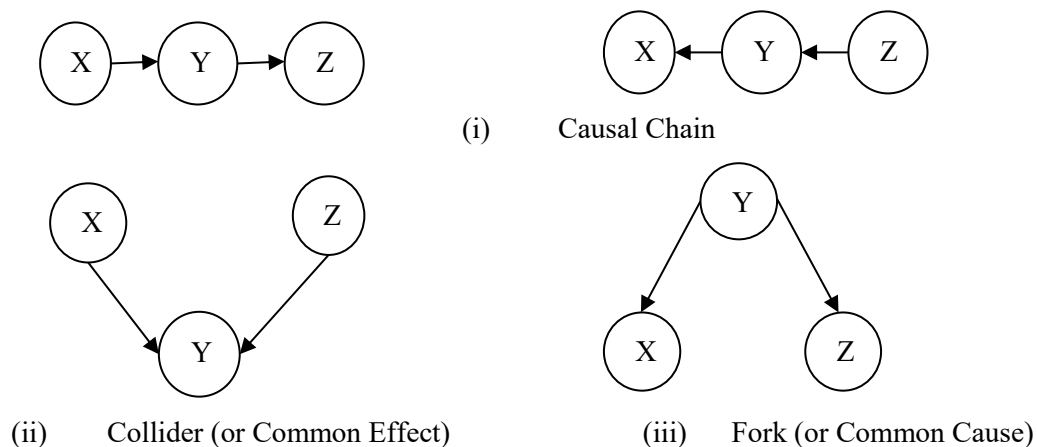 X Y Z X Y Z
(i) Causal Chain
X Z Y
Y X Z
(ii) Collider (or Common Effect) (iii) Fork (or Common Cause)